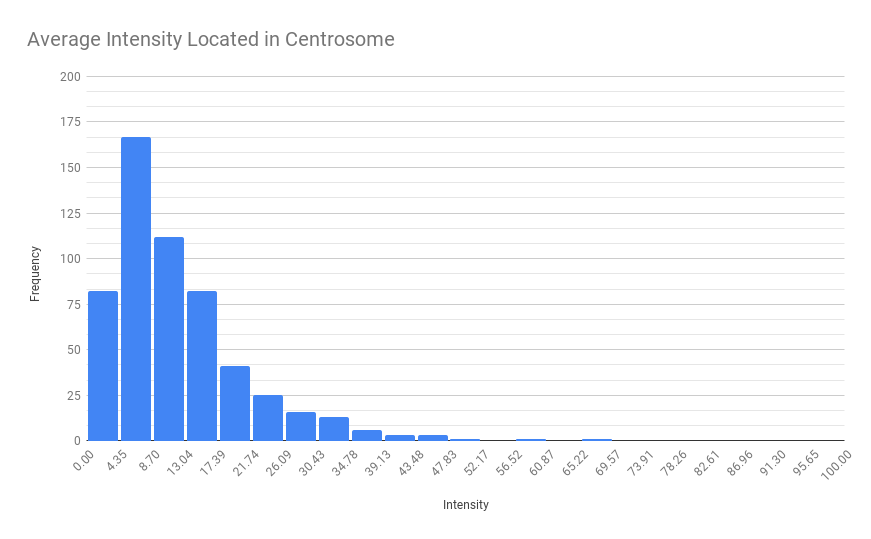 Average Intensity Located in Centrosome
200
175
150
125
100
75
50
25
0
Frequency
0.00 4.35 8.70 13.04 17.39 21.74 26.09 30.43 34.78 39.13 43.48 47.83 52.17 56.52 60.87 65.22 69.57 73.91 78.26 82.61 86.96 91.30 95.65 100.00
Intensity